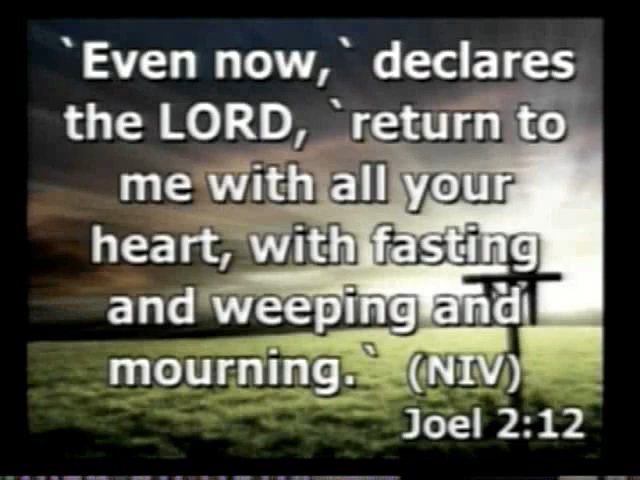 `Even now,` declares
the LORD, `return to
me with all your
heart, with fasting
and weeping and
mourning.` (NIV)
Joel 2:12